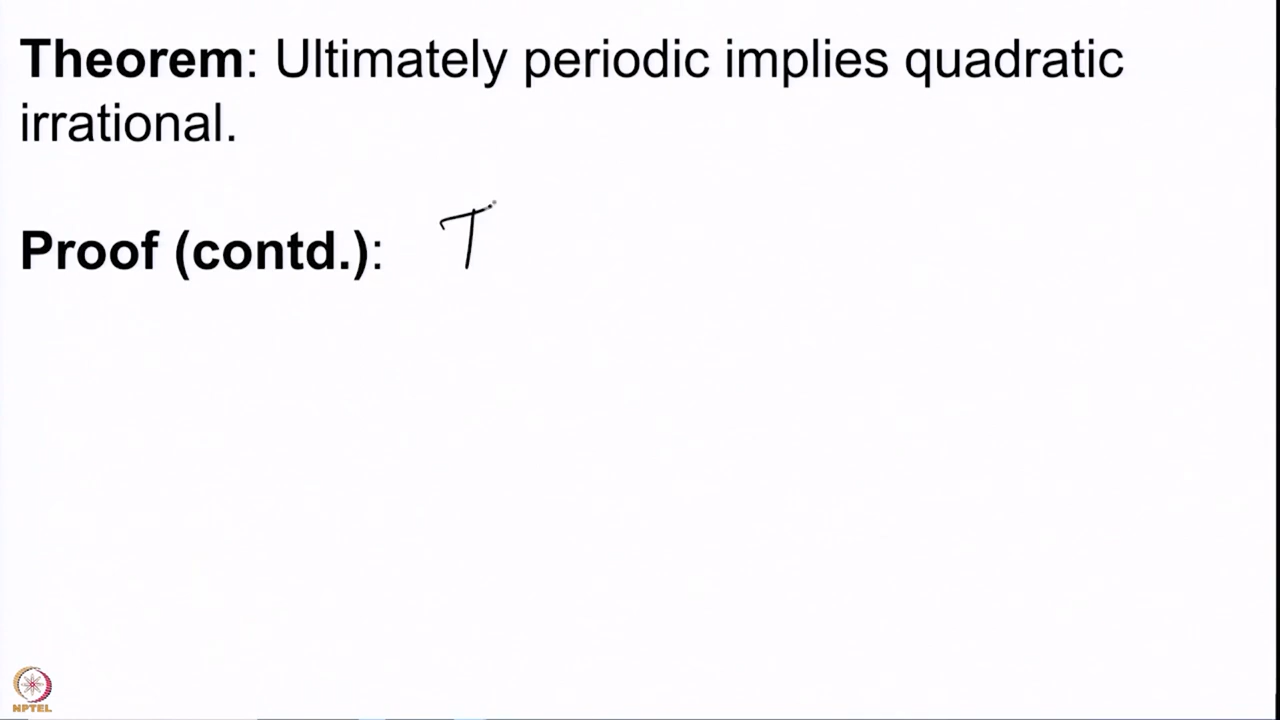 Theorem: Ultimately periodic implies quadratic
irrational.
Proof (contd.): T
NPTEL